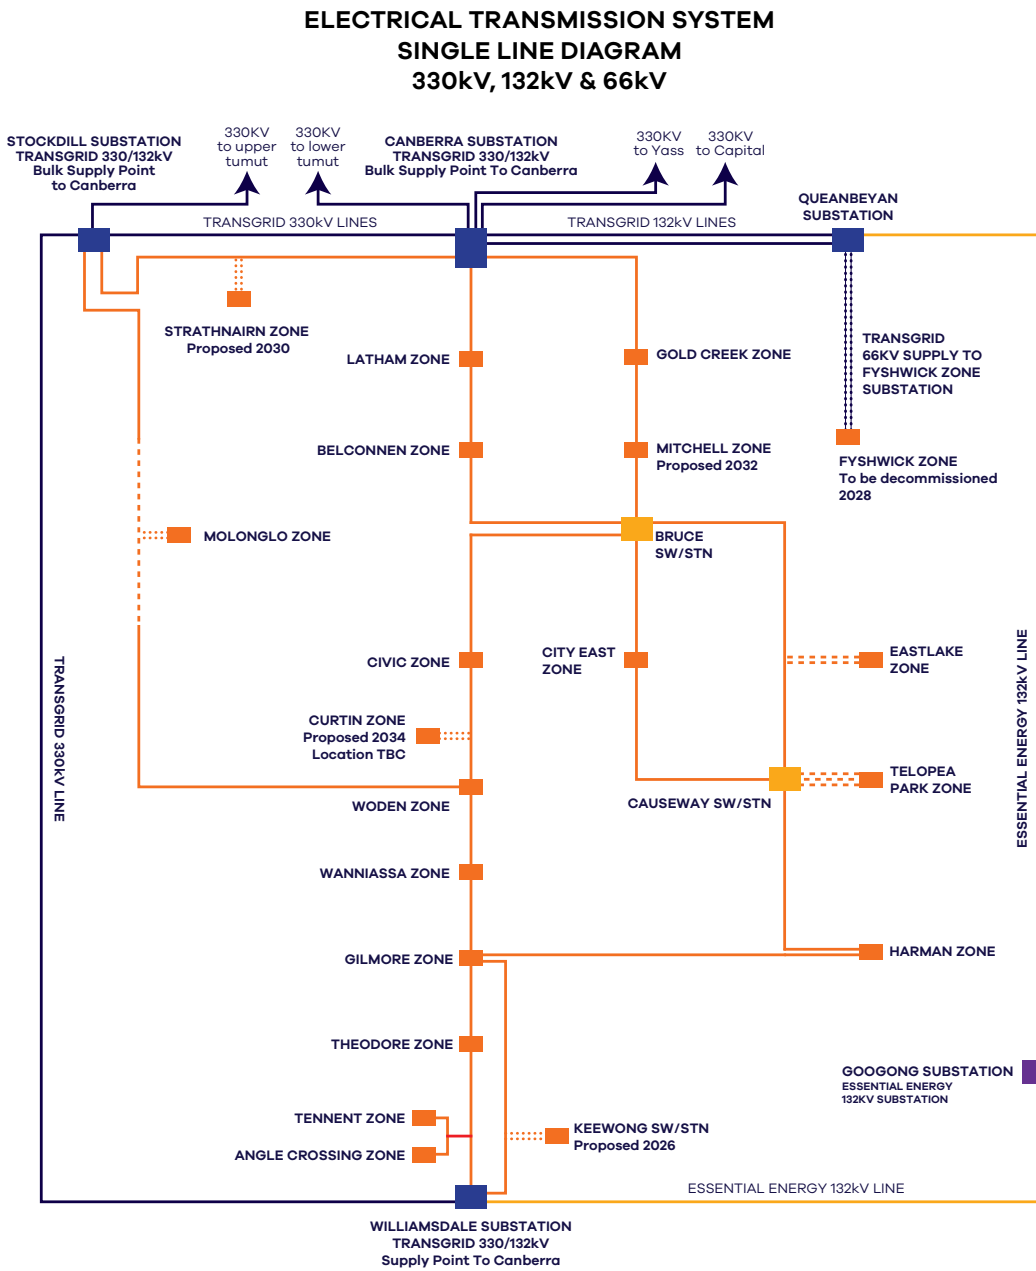 ELECTRICAL TRANSMISSION SYSTEM
SINGLE LINE DIAGRAM
330kV, 132kV & 66kV
STOCKDILL SUBSTATION
TRANSGRID 330/132kV
Bulk Supply Point
to Canberra
330KV
to upper
tumut
330KV
to lower
tumut
CANBERRA SUBSTATION
TRANSGRID 330/132kV
Bulk Supply Point To Canberra
330KV
to Yass
330KV
to Capital
QUEANBEYAN
SUBSTATION
TRANSGRID 330kV LINES
TRANSGRID 132kV LINES
STRATHNAIRN ZONE
Proposed 2030
LATHAM ZONE
GOLD CREEK ZONE
TRANSGRID
66KV SUPPLY TO
FYSHWICK ZONE
SUBSTATION
BELCONNEN ZONE
MITCHELL ZONE
Proposed 2032
FYSHWICK ZONE
To be decommissioned
2028
MOLONGLO ZONE
BRUCE
SW/STN
TRANSGRID 330KV LINE
CIVIC ZONE
CITY EAST
ZONE
EASTLAKE
ZONE
ESSENTIAL ENERGY 132kV LINE
CURTIN ZONE
Proposed 2034
Location TBC
WODEN ZONE
CAUSEWAY SW/STN
TELOPEA
PARK ZONE
WANNIASSA ZONE
GILMORE ZONE
HARMAN ZONE
THEODORE ZONE
GOOGONG SUBSTATION
ESSENTIAL ENERGY
132KV SUBSTATION
TENNENT ZONE
ANGLE CROSSING ZONE
KEEWONG SW/STN
Proposed 2026
ESSENTIAL ENERGY 132kV LINE
WILLIAMSDALE SUBSTATION
TRANSGRID 330/132kV
Supply Point To Canberra